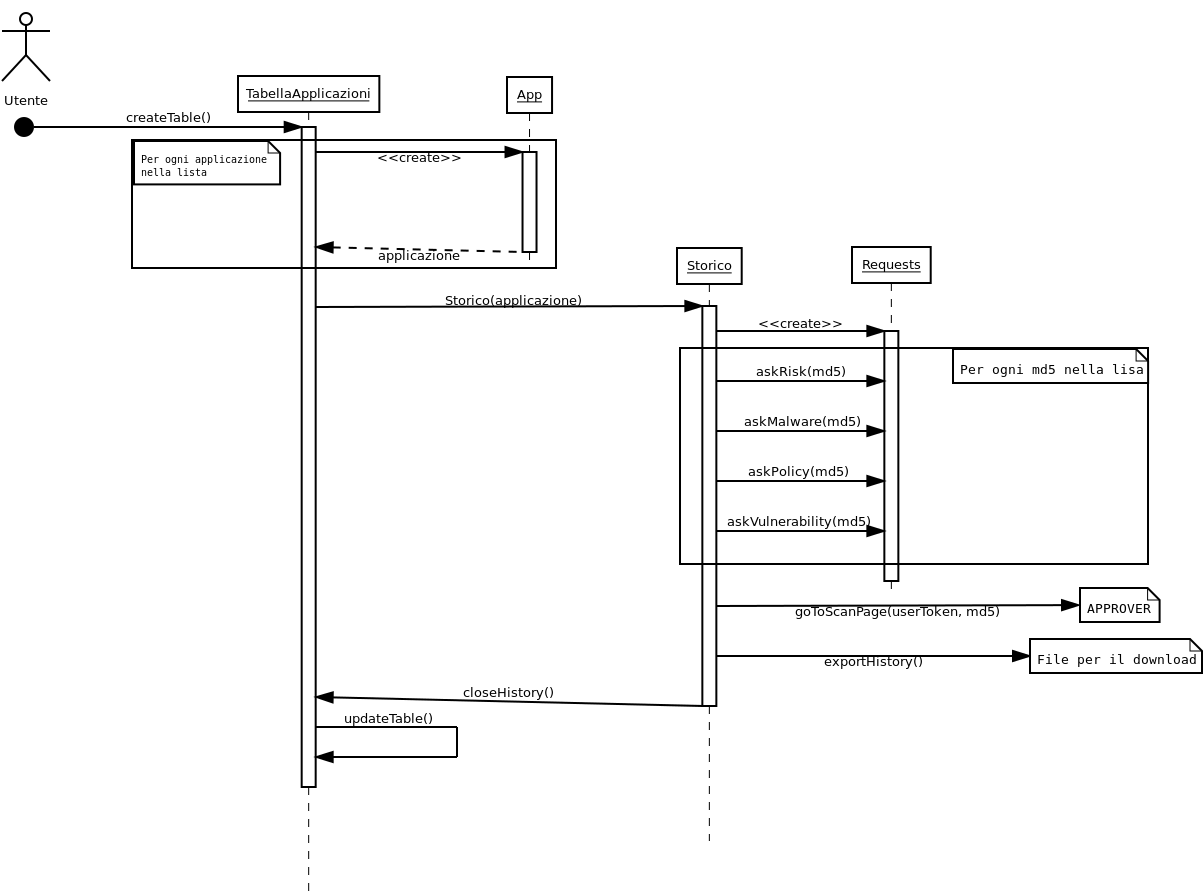 Utente
TabellaApplicazioni
App
createTable()
Per ogni applicazione
nella lista
<<create>>
applicazione
Storico
Requests
Storico(applicazione)
<<create>>
Per ogni md5 nella lisa
askRisk(md5)
askMalware(md5)
askPolicy(md5)
askVulnerability(md5)
goToScanPage(userToken, md5)
APPROVER
exportHistory()
File per il download
closeHistory()
updateTable()